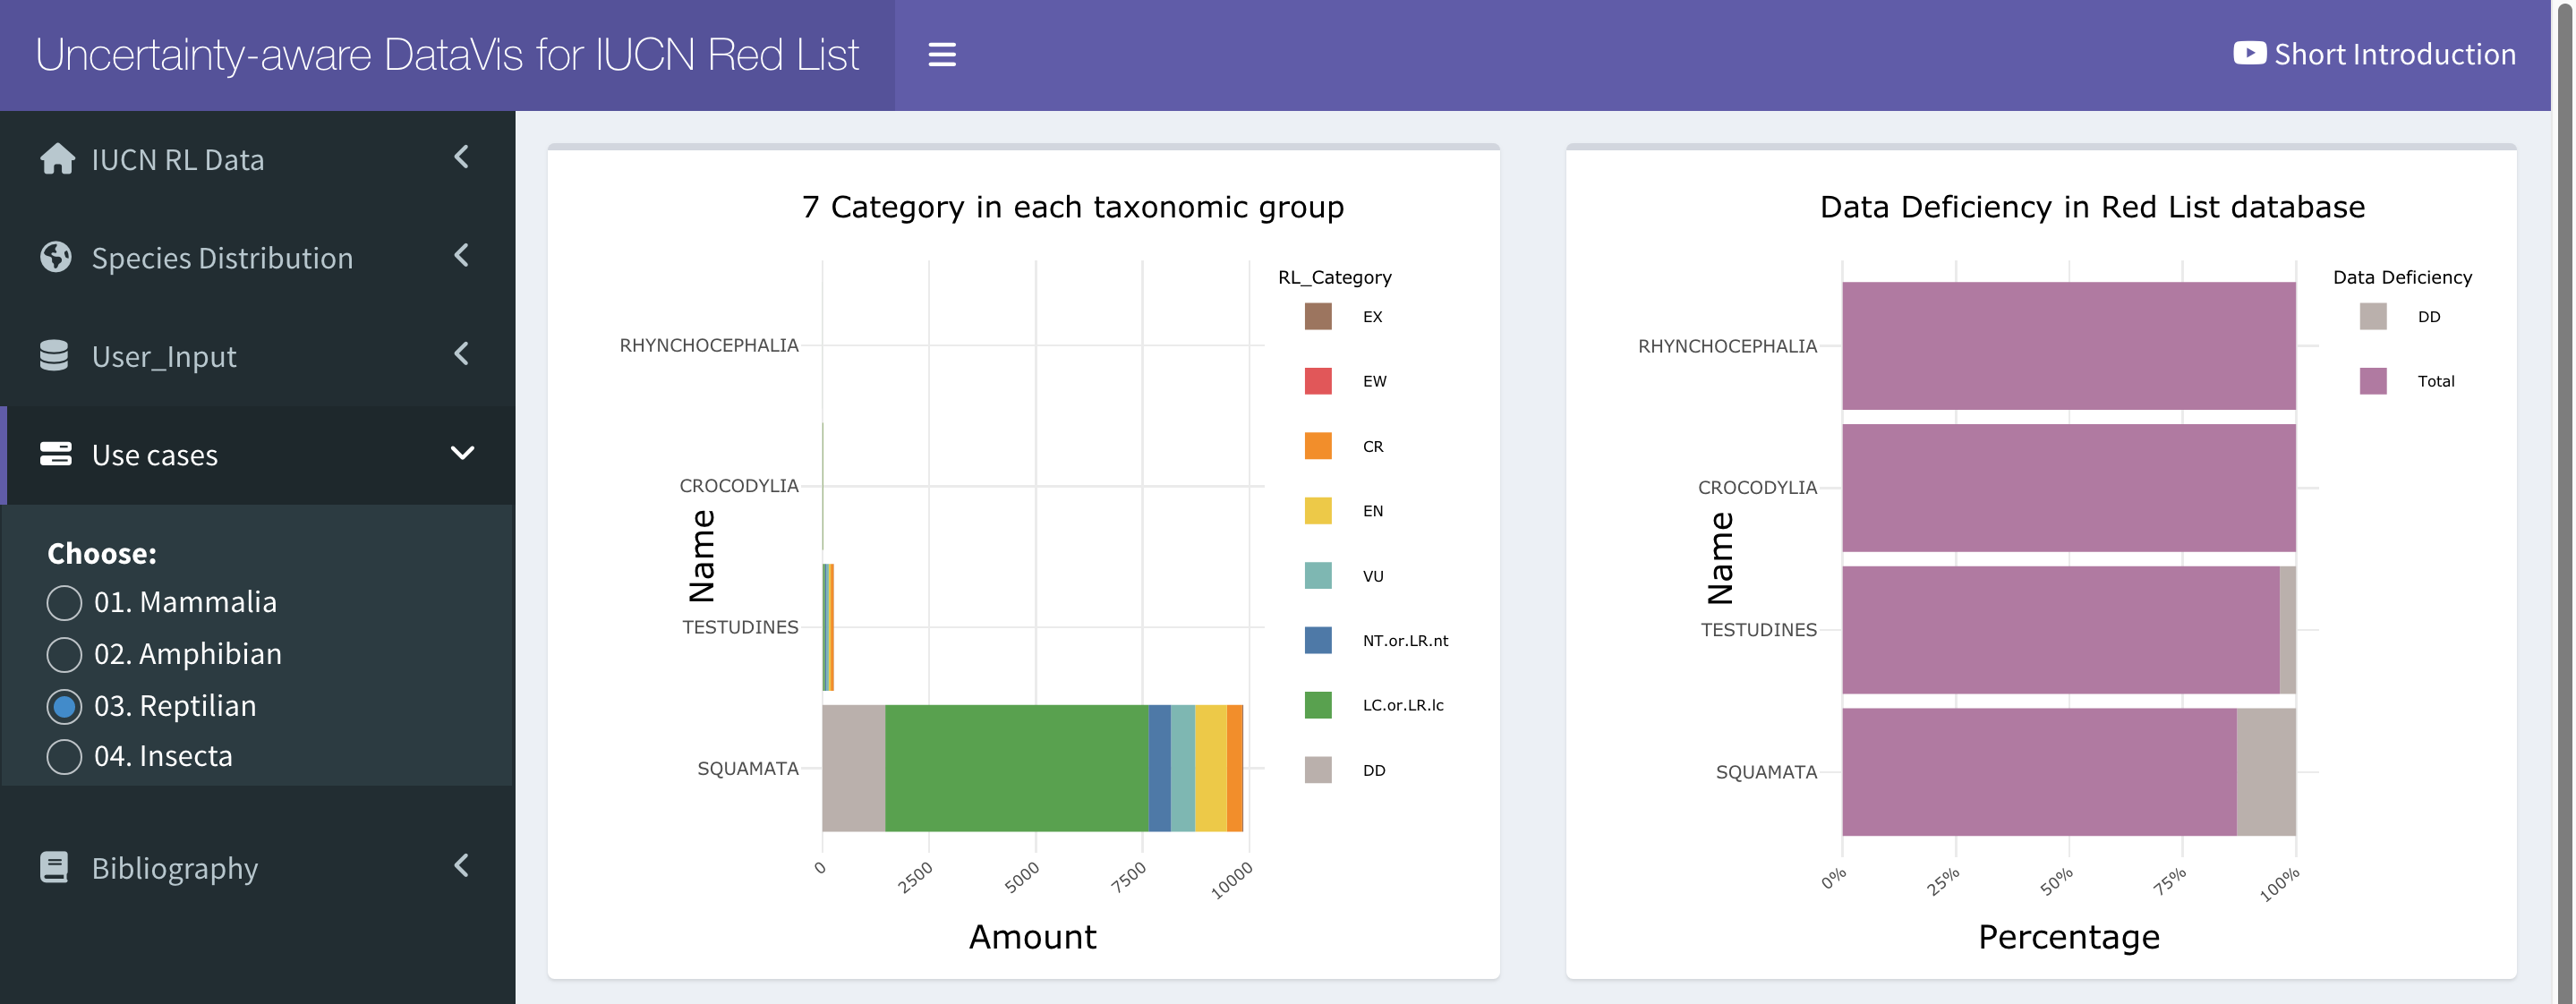 Uncertainty-aware DataVis for IUCN Red List
Short Introduction
IUCN RL Data
Species Distribution
User_Input
Use cases
Choose:
01. Mammalia
02. Amphibian
03. Reptilian
04. Insecta
Bibliography
7 Category in each taxonomic group
Name
RHYNCHOCEPHALIA
CROCODYLIA
TESTUDINES
SQUAMATA
0
2500
5000
7500
10000
Amount
RL_Category
EX
EW
CR
EN
VU
NT.or.LR.nt
LC.or.LR.lc
DD
Data Deficiency in Red List database
Name
RHYNCHOCEPHALIA
CROCODYLIA
TESTUDINES
SQUAMATA
0%
25%
50%
75%
100%
Percentage
Data Deficiency
DD
Total